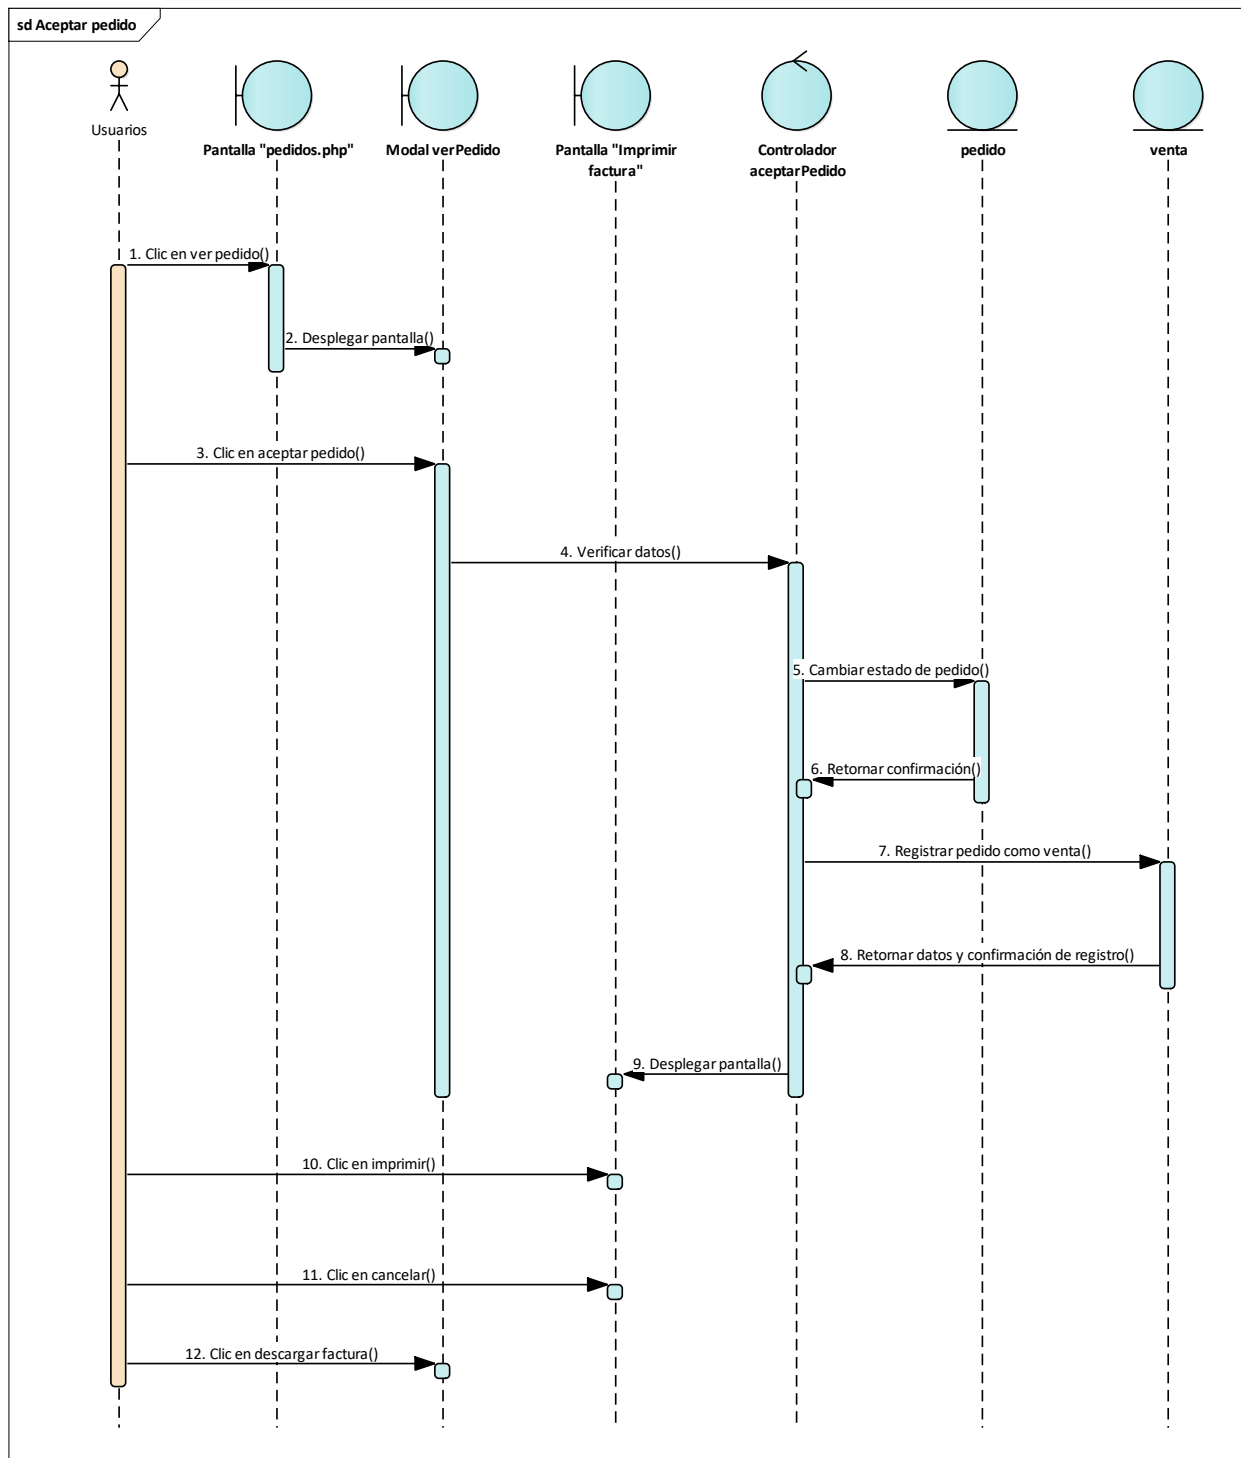 sd Aceptar pedido
Usuarios
Pantalla "pedidos.php"
Modal verPedido
Pantalla "Imprimir
factura"
Controlador
aceptarPedido
pedido
venta
1. Clic en ver pedido()
2. Desplegar pantalla()
3. Clic en aceptar pedido()
4. Verificar datos()
5. Cambiar estado de pedido()
6. Retornar confirmación()
7. Registrar pedido como venta()
8. Retornar datos y confirmación de registro()
9. Desplegar pantalla()
10. Clic en imprimir()
11. Clic en cancelar()
12. Clic en descargar factura()